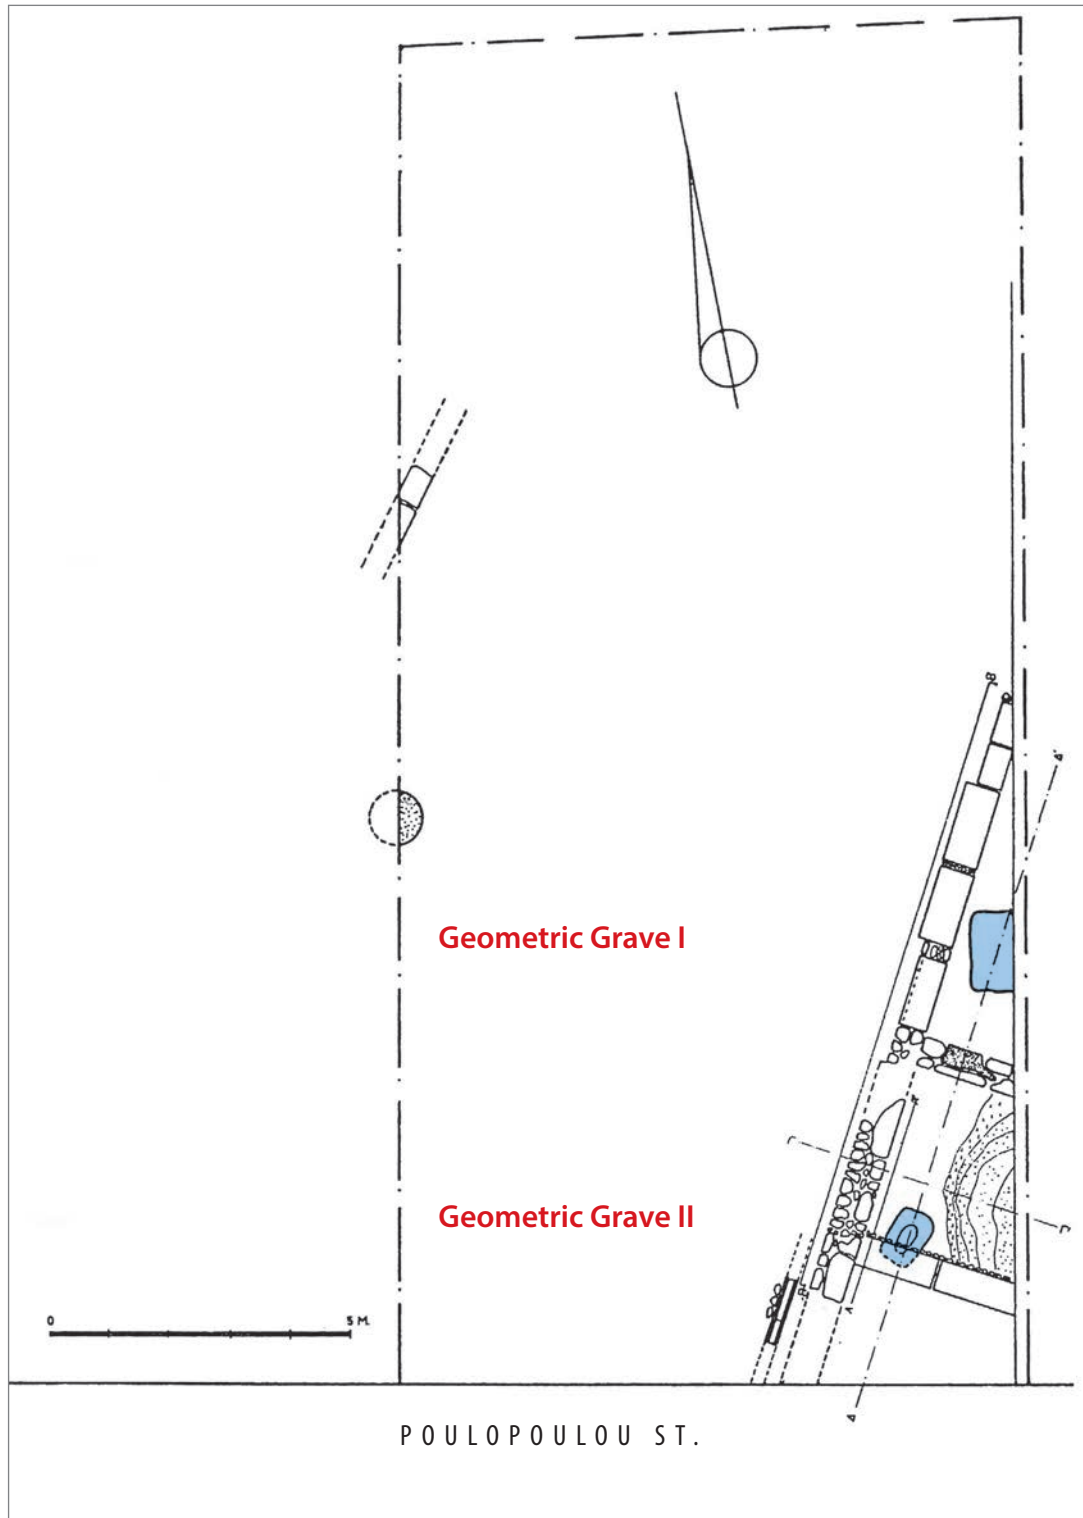 B'
Δ'
Geometric Grave I
A'
Γ
Geometric Grave II
Γ'
B
A
0 5 M.
Δ
POULOPOULOU ST.